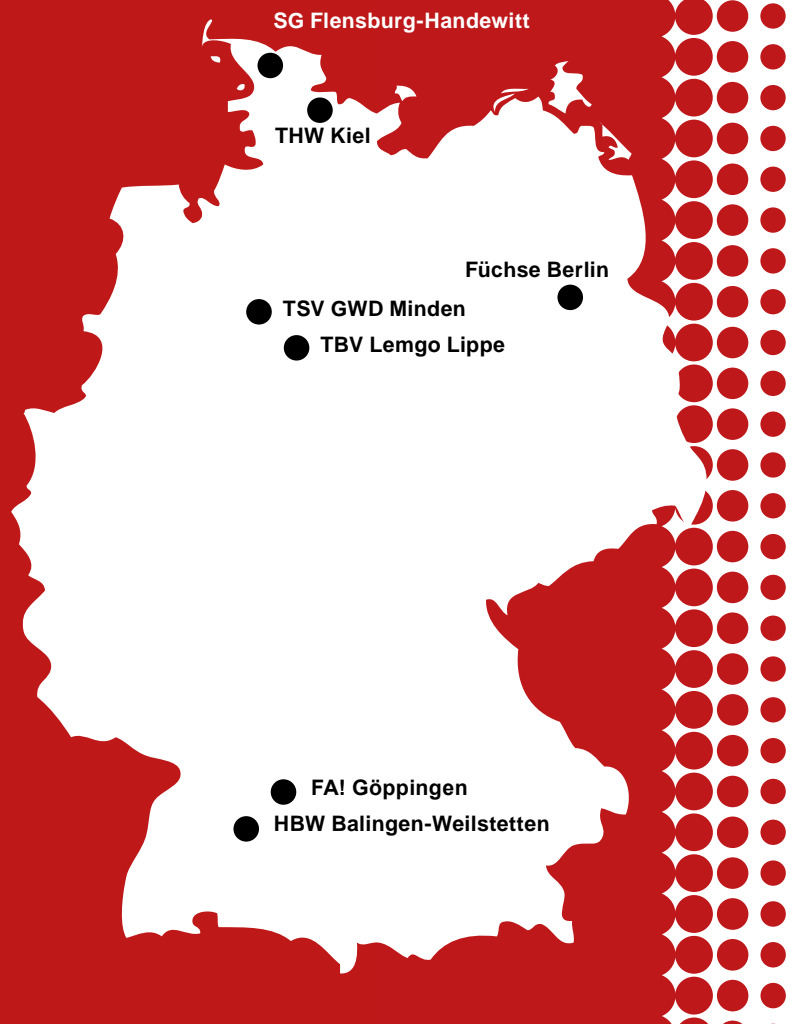 SG Flensburg-Handewitt
THW Kiel
Füchse Berlin
TSV GWD Minden
TBV Lemgo Lippe
FA! Göppingen
HBW Balingen-Weilstetten